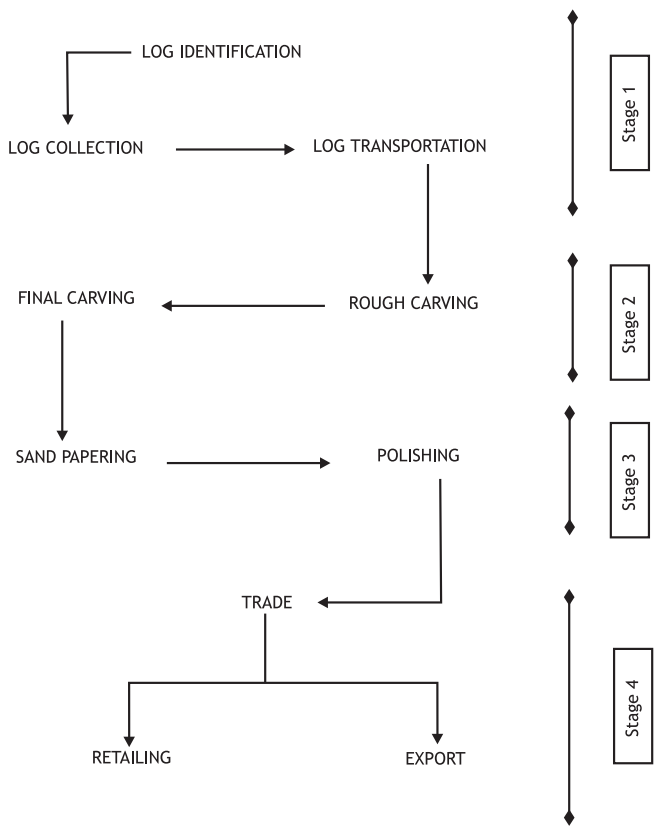 LOG IDENTIFICATION
Stage 1
LOG COLLECTION
LOG TRANSPORTATION
FINAL CARVING
ROUGH CARVING
Stage 2
SAND PAPERING
POLISHING
Stage 3
TRADE
Stage 4
RETAILING
EXPORT